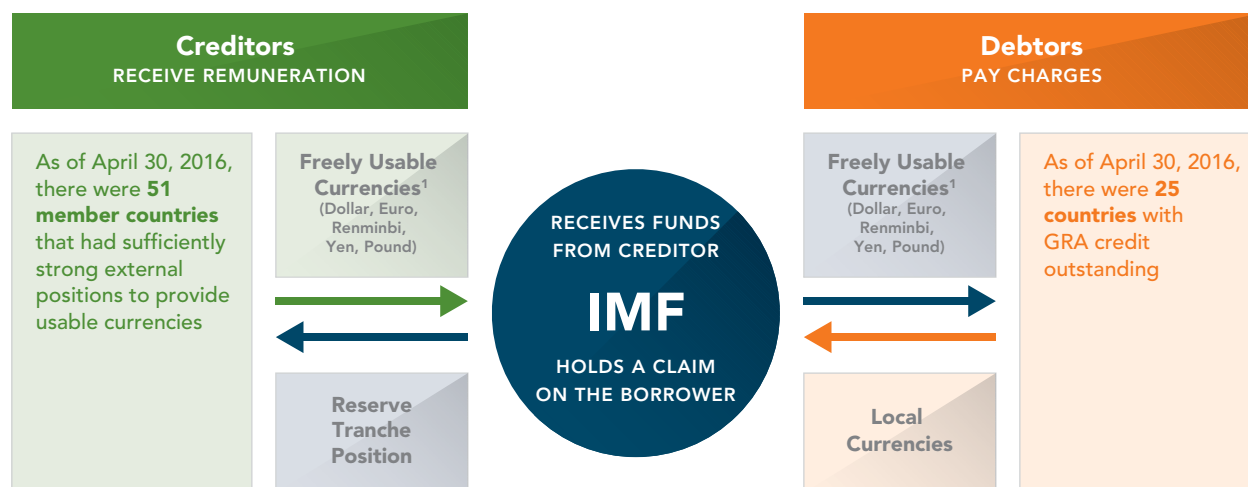 Creditors
RECEIVE REMUNERATION
As of April 30, 2016,
there were 51
member countries
that had sufficiently
strong external
positions to provide
usable currencies
Freely Usable
Currencies¹
(Dollar, Euro,
Renminbi,
Yen, Pound)
Reserve
Tranche
Position
RECEIVES FUNDS
FROM CREDITOR
IMF
HOLDS A CLAIM
ON THE BORROWER
Debtors
PAY CHARGES
Freely Usable
Currencies¹
(Dollar, Euro,
Renminbi,
Yen, Pound)
Local
Currencies
As of April 30, 2016,
there were 25
countries with
GRA credit
outstanding